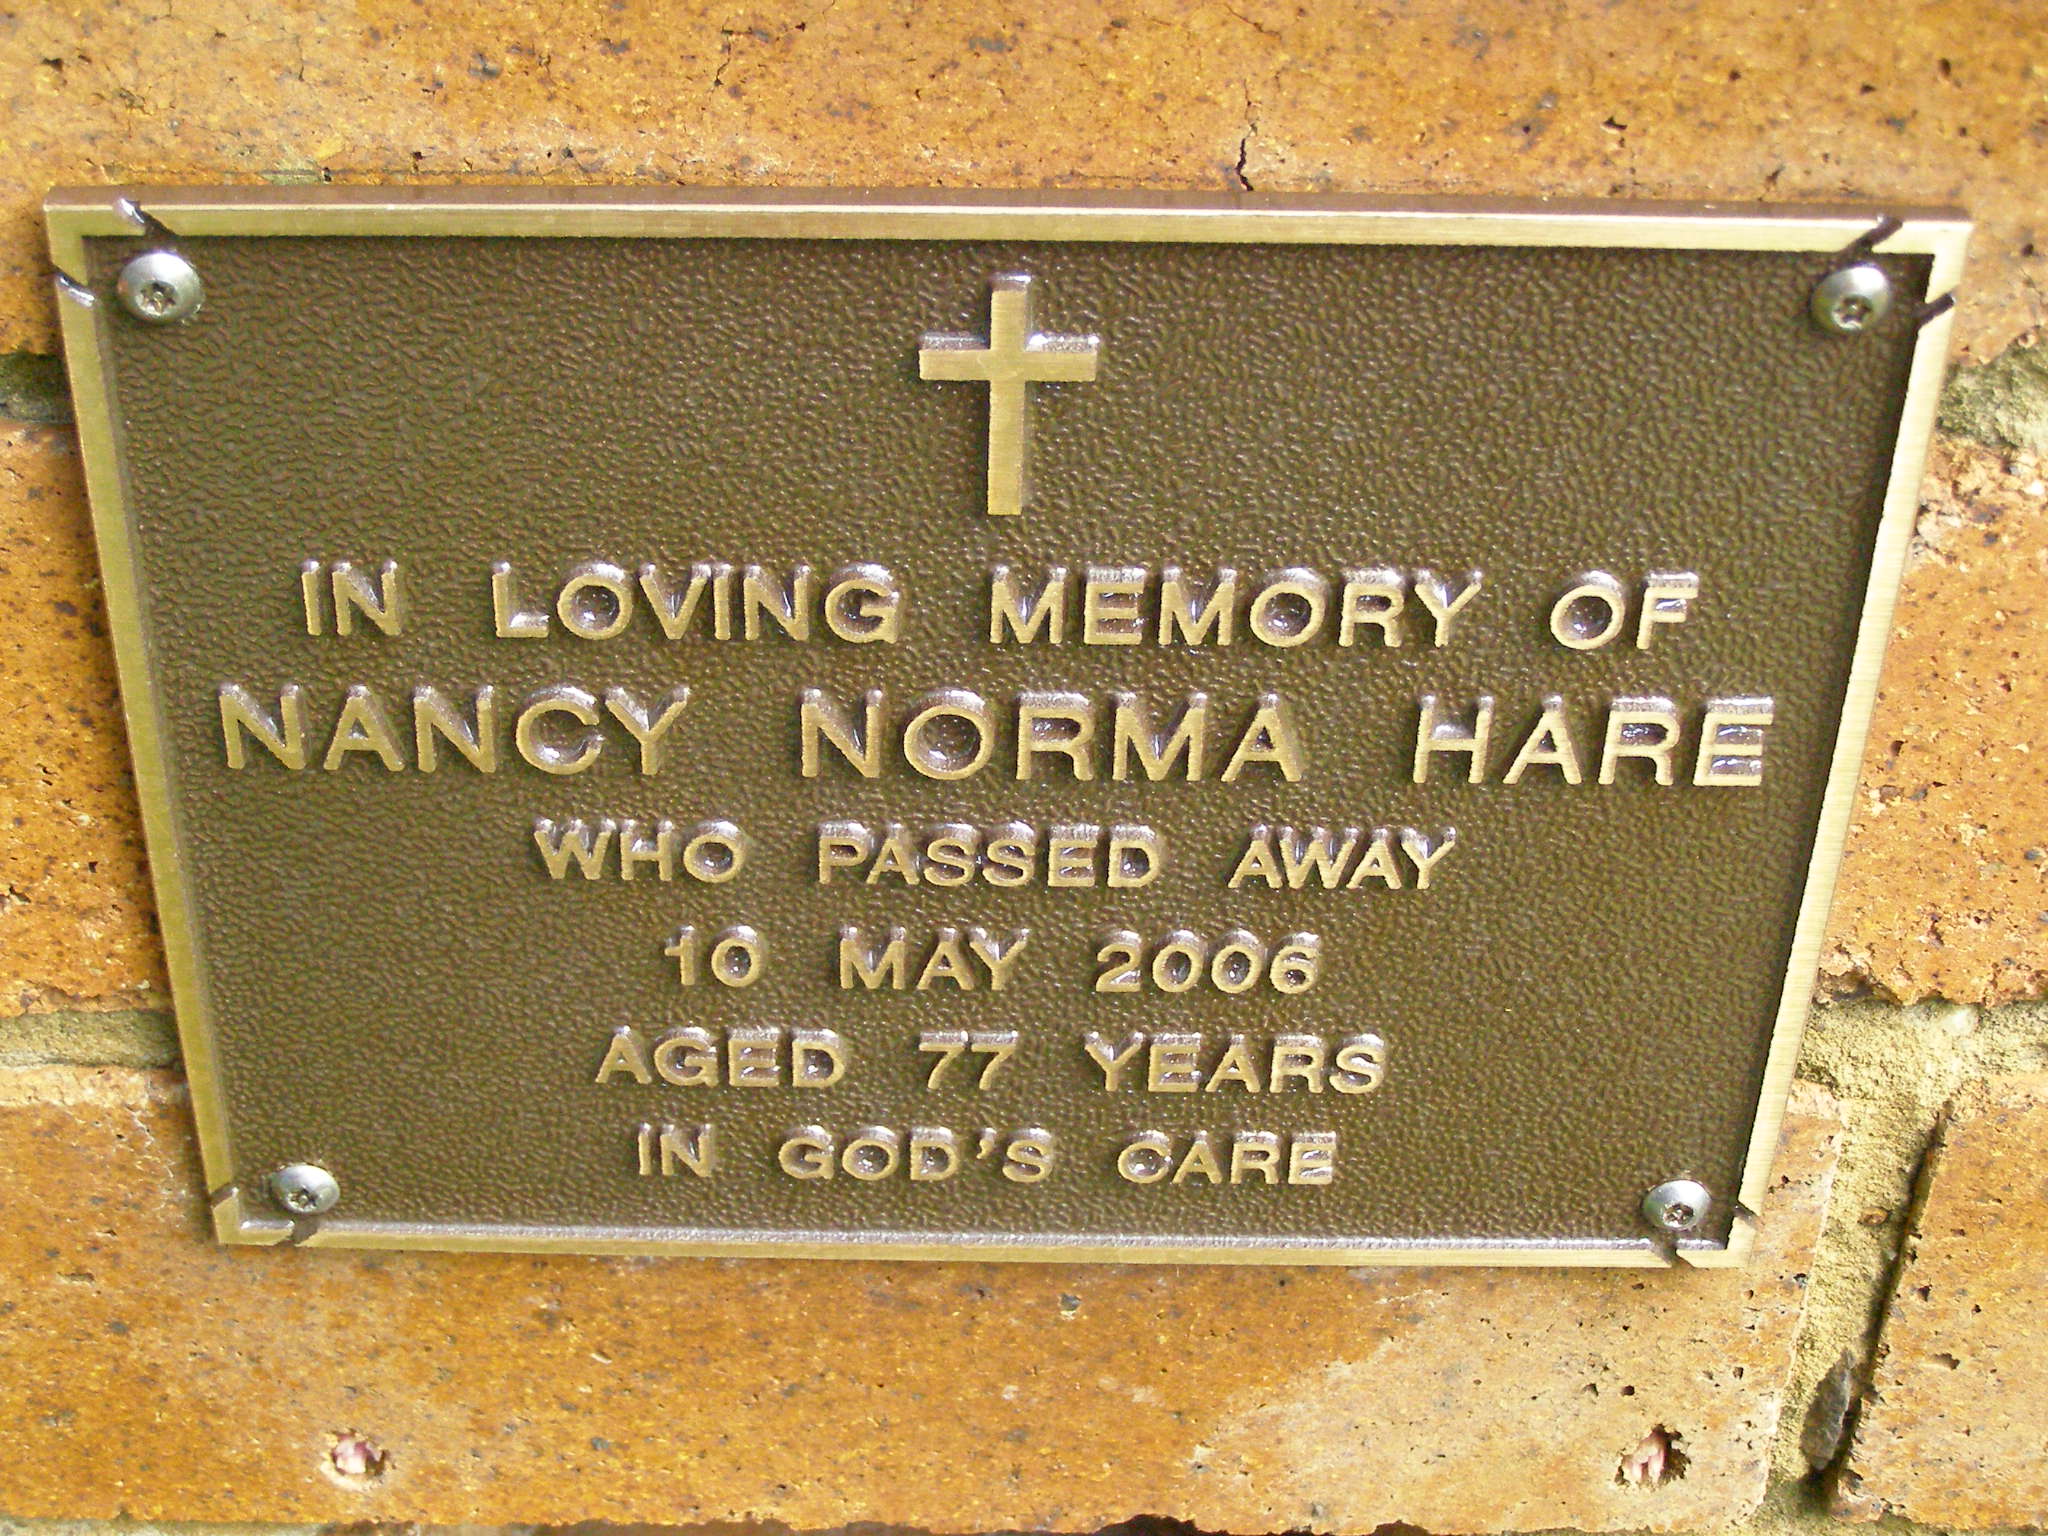 IN LOVING MEMORY OF
NANCY NORMA HARE
WHO PASSED AWAY
10 MAY 2006
AGED 77 YEARS
IN GOD'S CARE